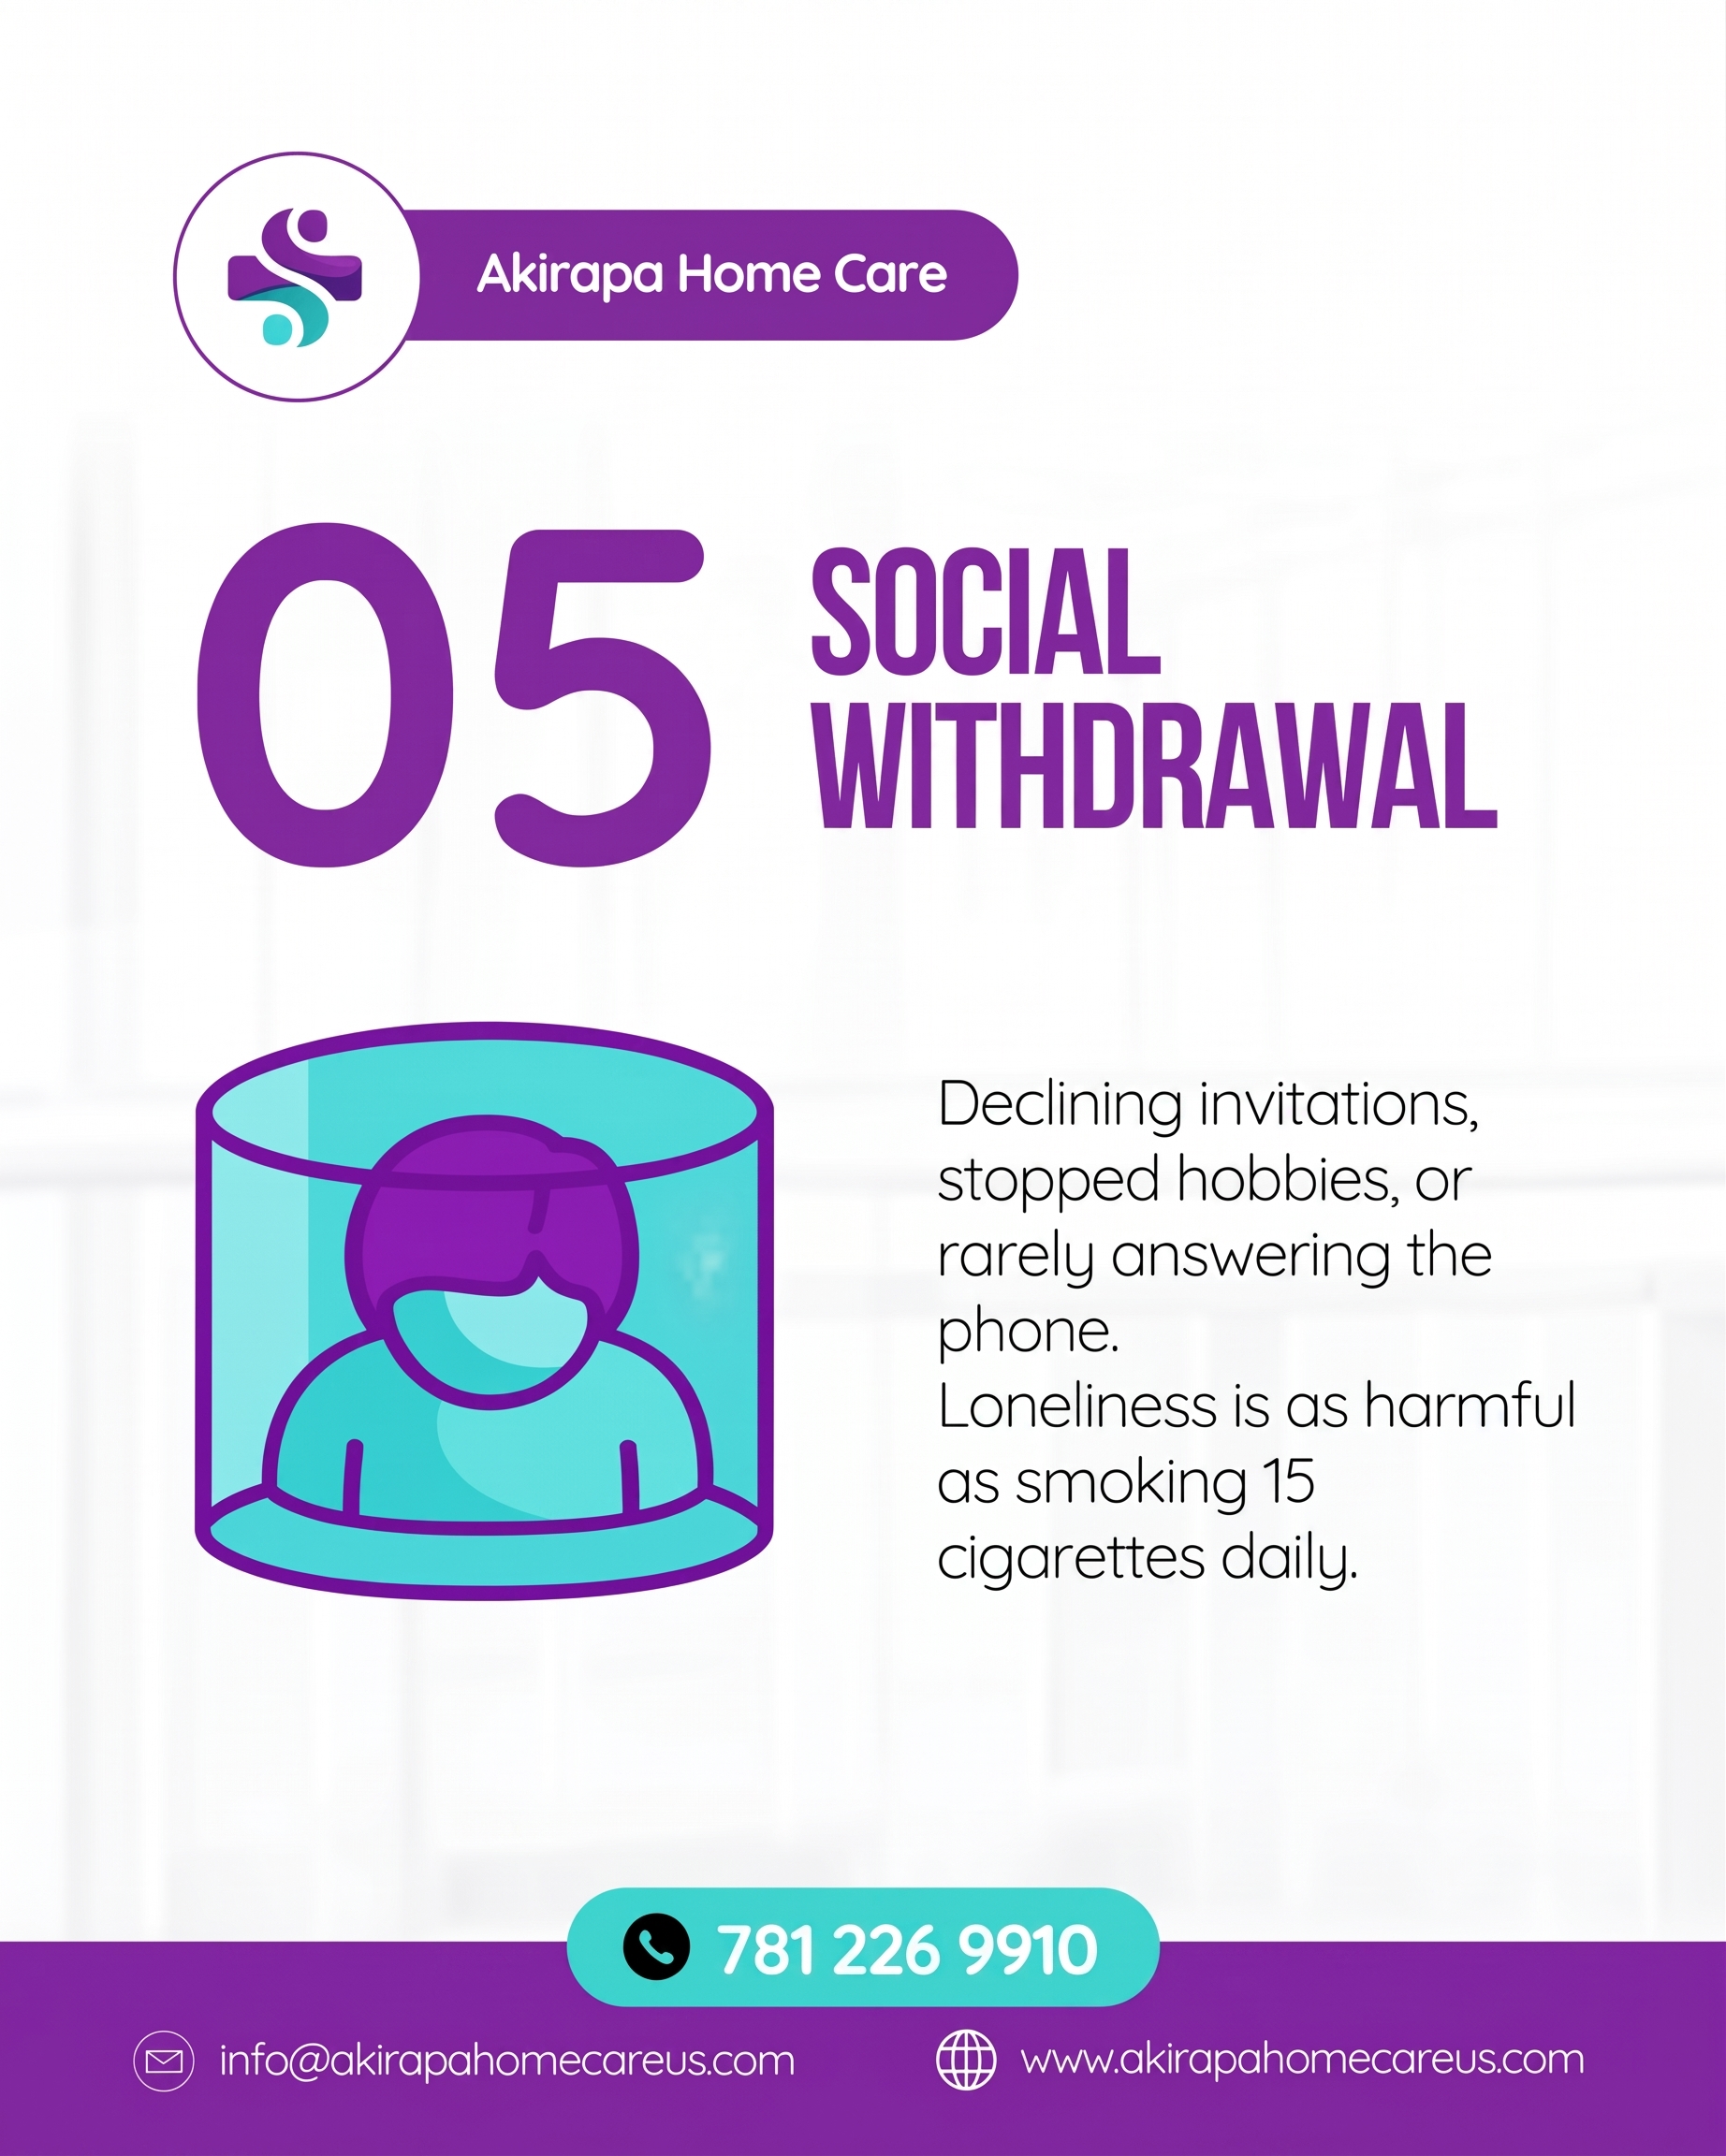 Akirapa Home Care
05
SOCIAL
WITHDRAWAL
Declining invitations,
stopped hobbies, or
rarely answering the
phone.
Loneliness is as harmful
as smoking 15
cigarettes daily.
781 226 9910
info@akirapahomecareus.com
www.akirapahomecareus.com